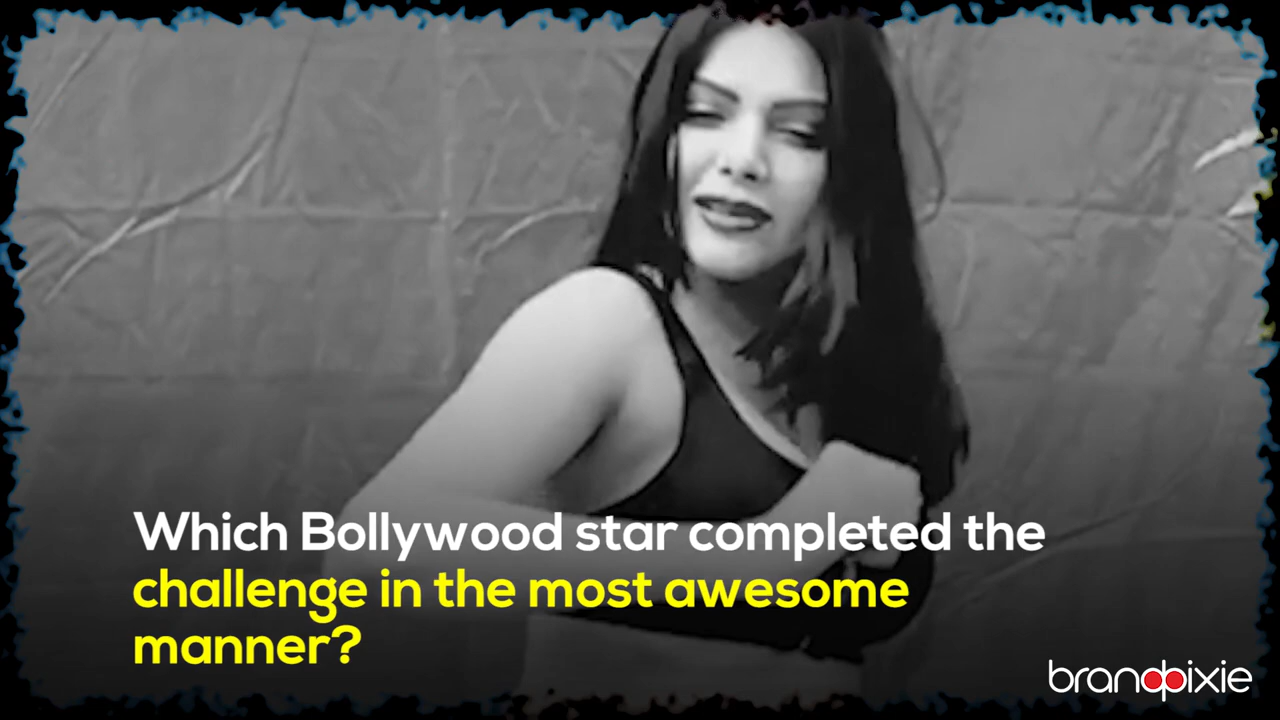 Which Bollywood star completed the
challenge in the most awesome
manner?
brandpixie